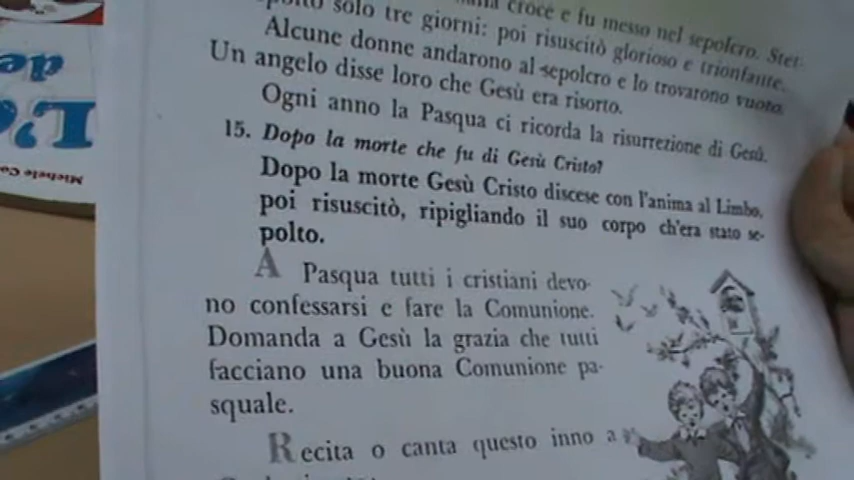 croce e fu messo nel sepolcro. Stet-
solo tre giorni: poi risuscitò glorioso e trionfante.
Alcune donne andarono al sepolcro e lo trovarono vuoto.
Un angelo disse loro che Gesù era risorto.
Ogni anno la Pasqua ci ricorda la risurrezione di Gesù.
15. Dopo la morte che fu di Gesù Cristo?
Dopo la morte Gesù Cristo discese con l'anima al Limbo,
poi risuscitò, ripigliando il suo corpo ch'era stato se-
polto.
A Pasqua tutti i cristiani devo-
no confessarsi e fare la Comunione.
Domanda a Gesù la grazia che tutti
facciano una buona Comunione pa-
squale.
Recita o canta questo inno a
de
Michele